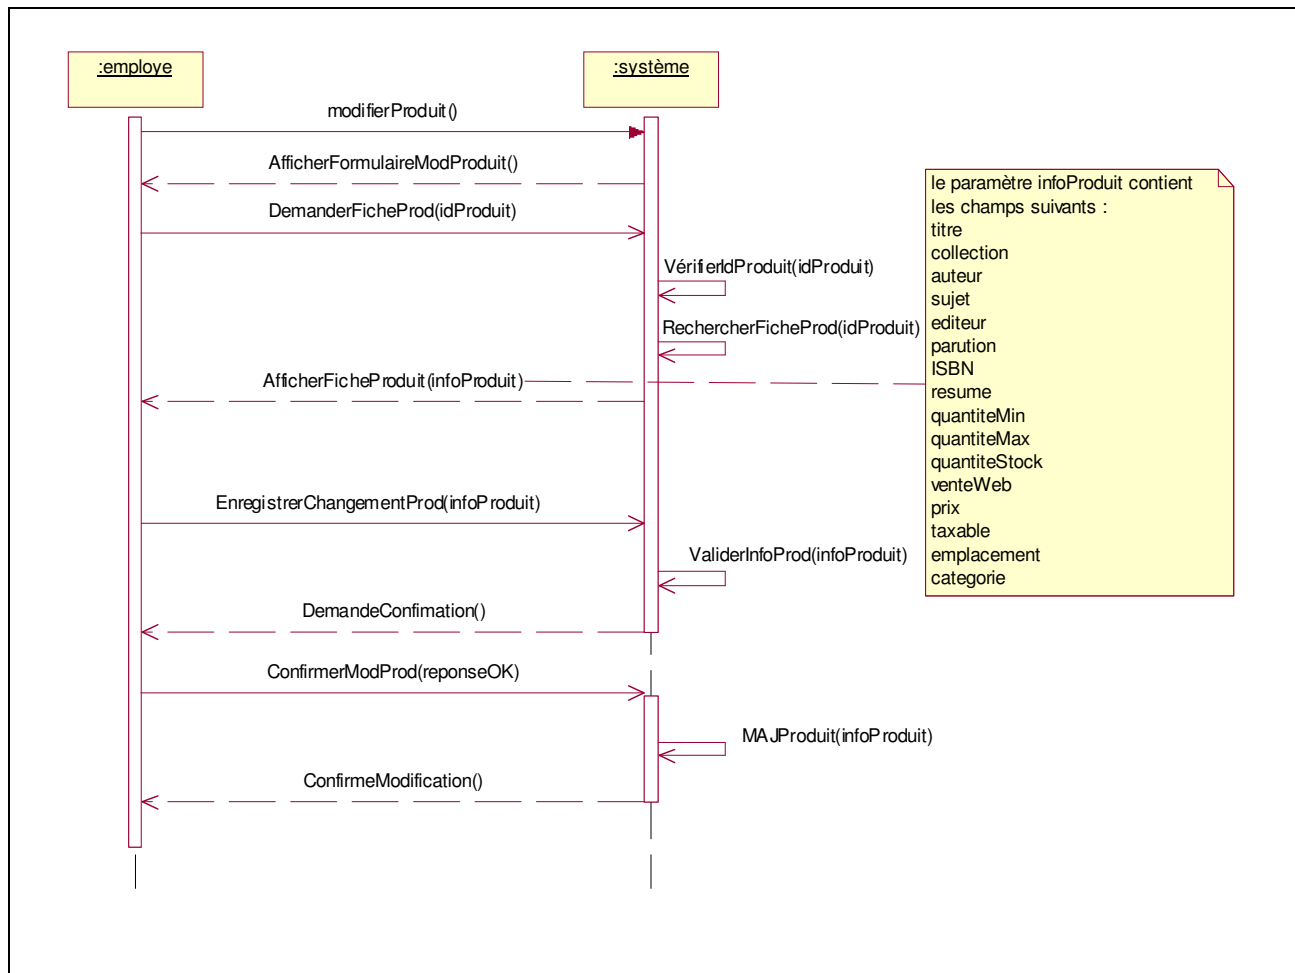 :employe
:système
modifierProduit()
AfficherFormulaireModProduit()
DemanderFicheProd(idProduit)
VérifierIdProduit(idProduit)
RechercherFicheProd(idProduit)
AfficherFicheProduit(infoProduit)
EnregistrerChangementProd(infoProduit)
ValiderInfoProd(infoProduit)
DemandeConfimation()
ConfirmerModProd(reponseOK)
MAJProduit(infoProduit)
ConfirmeModification()
le paramètre infoProduit contient
les champs suivants :
titre
collection
auteur
sujet
editeur
parution
ISBN
resume
quantiteMin
quantiteMax
quantiteStock
venteWeb
prix
taxable
emplacement
categorie